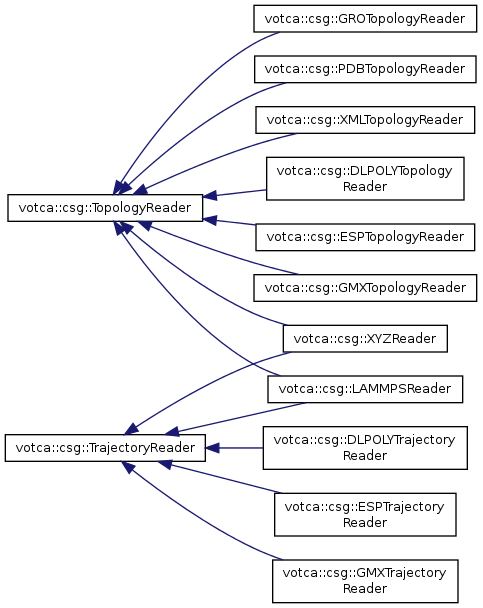 votca::csg::GROTopologyReader
votca::csg::PDBTopologyReader
votca::csg::XMLTopologyReader
votca::csg::DLPOLYTopology
Reader
votca::csg::TopologyReader
votca::csg::ESPTopologyReader
votca::csg::GMXTopologyReader
votca::csg::XYZReader
votca::csg::LAMMPSReader
votca::csg::TrajectoryReader
votca::csg::DLPOLYTrajectory
Reader
votca::csg::ESPTrajectory
Reader
votca::csg::GMXTrajectory
Reader